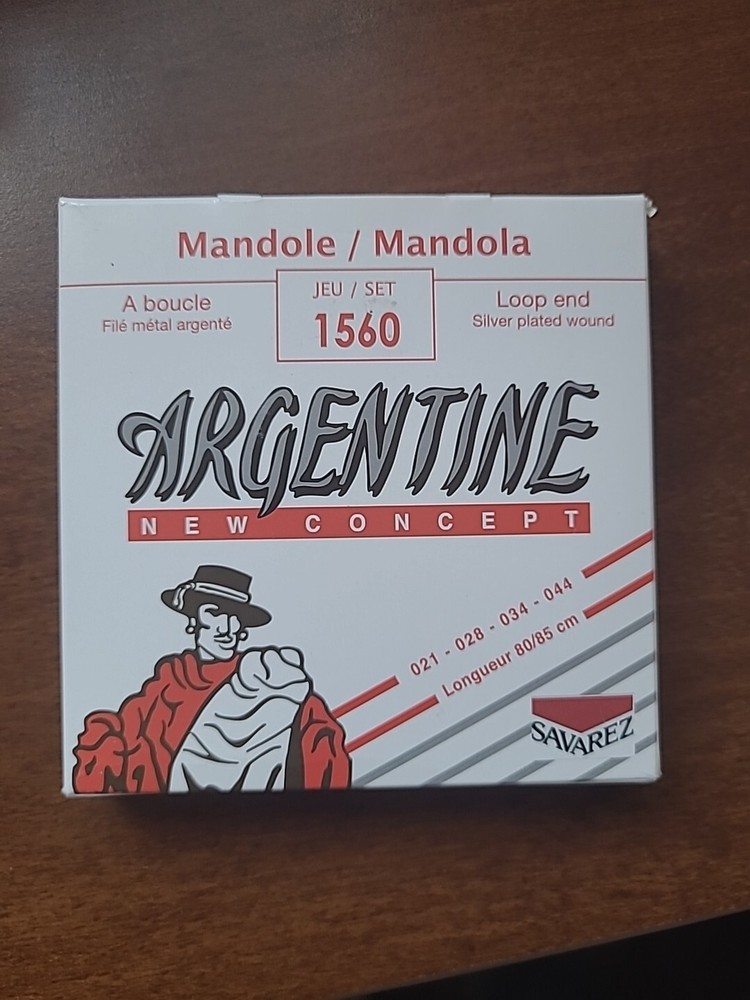 Mandole / Mandola
A boucle
Filé métal argenté
JEU / SET
1560
Loop end
Silver plated wound
ARGENTINE
NEW CONCEPT
021 - 028 - 034 - 044
Longueur 80/85 cm
SAVAREZ